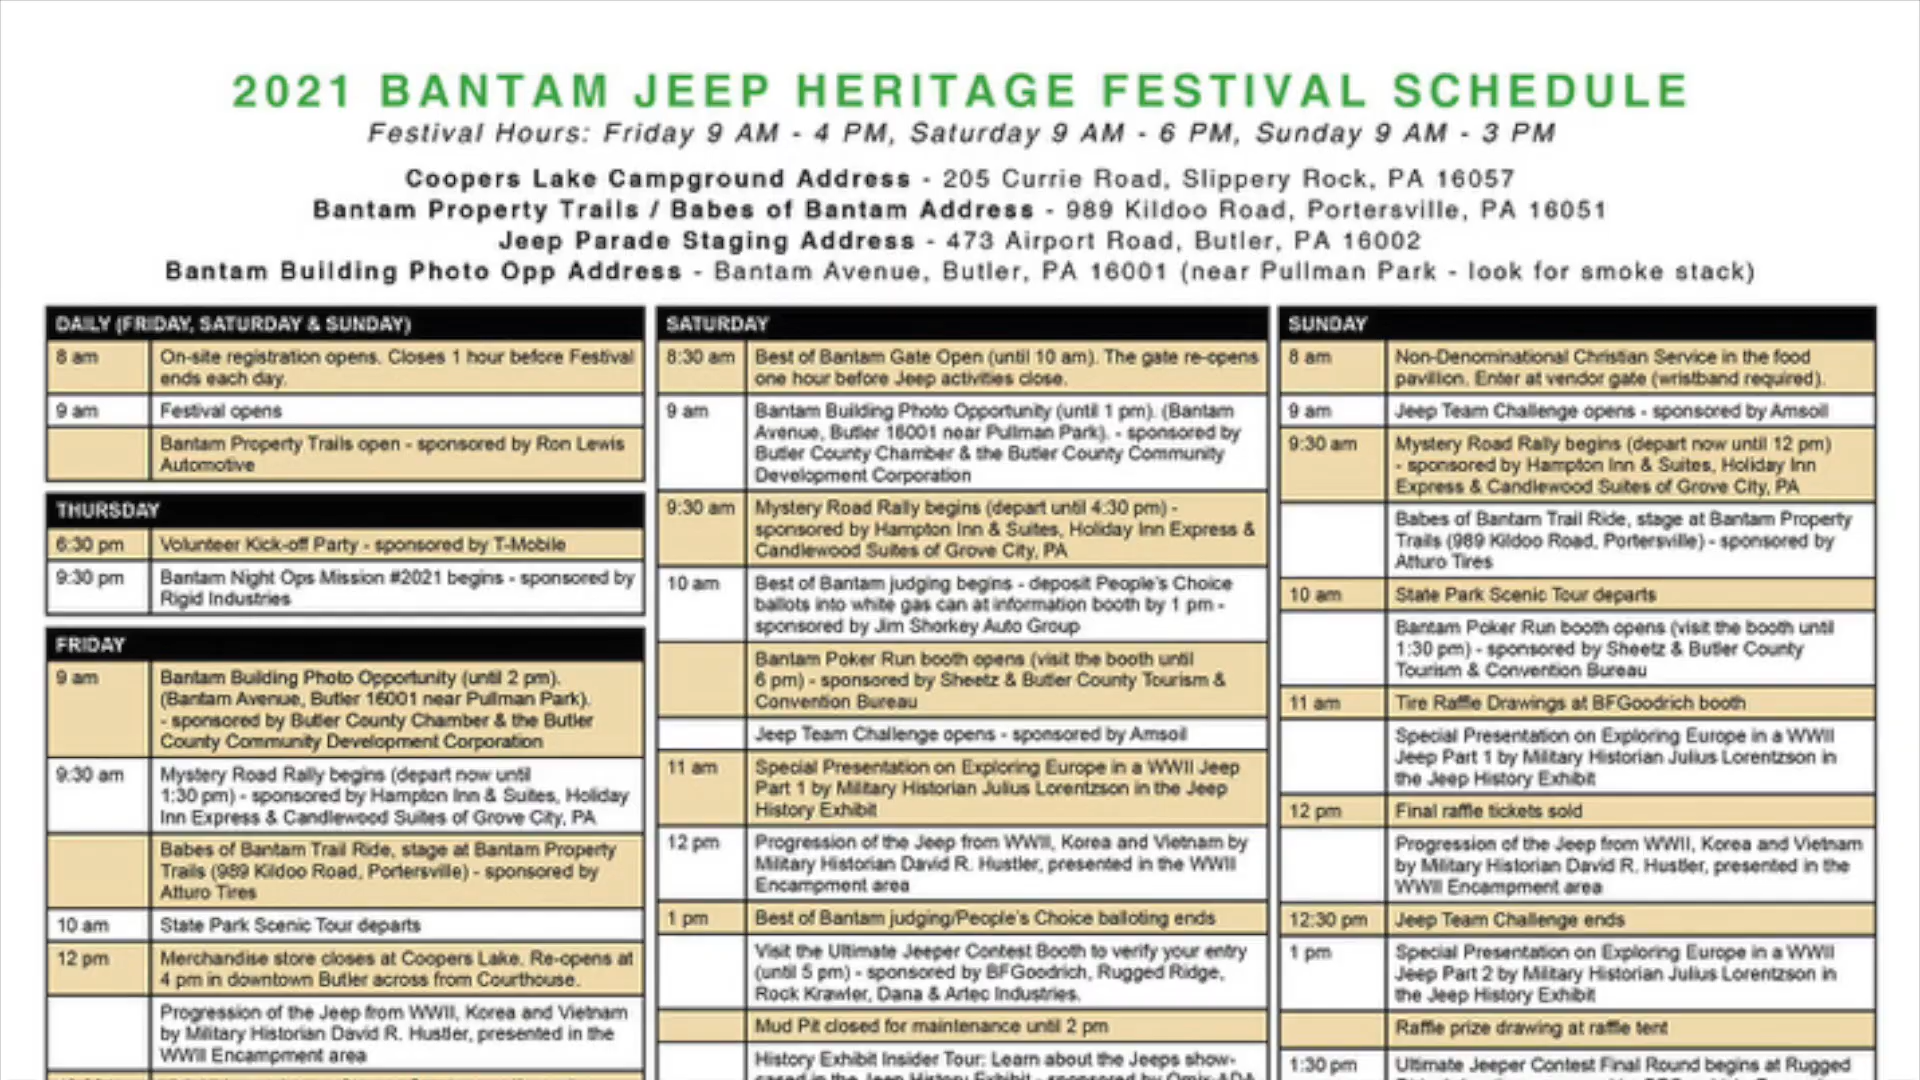 2021 BANTAM JEEP HERITAGE FESTIVAL SCHEDULE
Festival Hours: Friday 9 AM - 4 PM, Saturday 9 AM - 6 PM, Sunday 9 AM - 3 PM
Coopers Lake Campground Address - 205 Currie Road, Slippery Rock, PA 16057
Bantam Property Trails / Babes of Bantam Address - 989 Kildoo Road, Portersville, PA 16051
Jeep Parade Staging Address - 473 Airport Road, Butler, PA 16002
Bantam Building Photo Opp Address - Bantam Avenue, Butler, PA 16001 (near Pullman Park - look for smoke stack)
DAILY (FRIDAY, SATURDAY & SUNDAY)
8 am
On-site registration opens. Closes 1 hour before Festival
ends each day.
9 am
Festival opens
Bantam Property Trails open - sponsored by Ron Lewis
Automotive
THURSDAY
6:30 pm
Volunteer Kick-off Party - sponsored by T-Mobile
9:30 pm
Bantam Night Ops Mission #2021 begins - sponsored by
Rigid Industries
FRIDAY
9 am
Bantam Building Photo Opportunity (until 2 pm).
(Bantam Avenue, Butler 16001 near Pullman Park).
- sponsored by Butler County Chamber & the Butler
County Community Development Corporation
9:30 am
Mystery Road Rally begins (depart now until
1:30 pm) - sponsored by Hampton Inn & Suites, Holiday
Inn Express & Candlewood Suites of Grove City, PA
Babes of Bantam Trail Ride, stage at Bantam Property
Trails (989 Kildoo Road, Portersville) - sponsored by
Atturo Tires
10 am
State Park Scenic Tour departs
12 pm
Merchandise store closes at Coopers Lake. Re-opens at
4 pm in downtown Butler across from Courthouse.
Progression of the Jeep from WWII, Korea and Vietnam
by Military Historian David R. Hustler, presented in the
WWII Encampment area
SATURDAY
8:30 am
Best of Bantam Gate Open (until 10 am). The gate re-opens
one hour before Jeep activities close.
9 am
Bantam Building Photo Opportunity (until 1 pm). (Bantam
Avenue, Butler 16001 near Pullman Park). - sponsored by
Butler County Chamber & the Butler County Community
Development Corporation
9:30 am
Mystery Road Rally begins (depart until 4:30 pm) -
sponsored by Hampton Inn & Suites, Holiday Inn Express &
Candlewood Suites of Grove City, PA
10 am
Best of Bantam judging begins - deposit People's Choice
ballots into white gas can at information booth by 1 pm -
sponsored by Jim Shorkey Auto Group
Bantam Poker Run booth opens (visit the booth until
6 pm) - sponsored by Sheetz & Butler County Tourism &
Convention Bureau
Jeep Team Challenge opens - sponsored by Amsoil
11 am
Special Presentation on Exploring Europe in a WWII Jeep
Part 1 by Military Historian Julius Lorentzson in the Jeep
History Exhibit
12 pm
Progression of the Jeep from WWII, Korea and Vietnam by
Military Historian David R. Hustler, presented in the WWII
Encampment area
1 pm
Best of Bantam judging/People's Choice balloting ends
Visit the Ultimate Jeeper Contest Booth to verify your entry
(until 5 pm) - sponsored by BFGoodrich, Rugged Ridge,
Rock Krawler, Dana & Artec Industries.
Mud Pit closed for maintenance until 2 pm
History Exhibit Insider Tour: Learn about the Jeeps show-
cased in the Jeep History Exhibit - sponsored by Omix-ADA
SUNDAY
8 am
Non-Denominational Christian Service in the food
pavilion. Enter at vendor gate (wristband required).
9 am
Jeep Team Challenge opens - sponsored by Amsoil
9:30 am
Mystery Road Rally begins (depart now until 12 pm)
- sponsored by Hampton Inn & Suites, Holiday Inn
Express & Candlewood Suites of Grove City, PA
Babes of Bantam Trail Ride, stage at Bantam Property
Trails (989 Kildoo Road, Portersville) - sponsored by
Atturo Tires
10 am
State Park Scenic Tour departs
Bantam Poker Run booth opens (visit the booth until
1:30 pm) - sponsored by Sheetz & Butler County
Tourism & Convention Bureau
11 am
Tire Raffle Drawings at BFGoodrich booth
Special Presentation on Exploring Europe in a WWII
Jeep Part 1 by Military Historian Julius Lorentzson in
the Jeep History Exhibit
12 pm
Final raffle tickets sold
Progression of the Jeep from WWII, Korea and Vietnam
by Military Historian David R. Hustler, presented in the
WWII Encampment area
12:30 pm
Jeep Team Challenge ends
1 pm
Special Presentation on Exploring Europe in a WWII
Jeep Part 2 by Military Historian Julius Lorentzson in
the Jeep History Exhibit
Raffle prize drawing at raffle tent
1:30 pm
Ultimate Jeeper Contest Final Round begins at Rugged